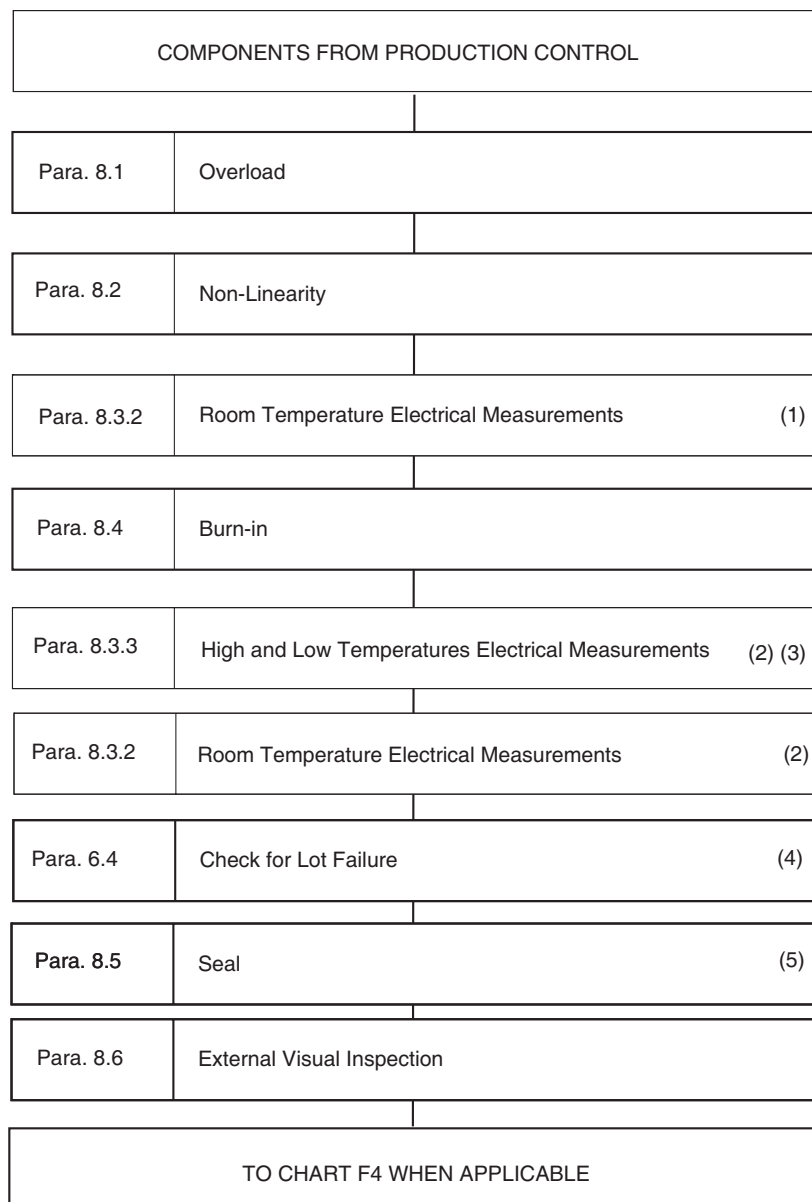 COMPONENTS FROM PRODUCTION CONTROL
Para. 8.1 Overload
Para. 8.2 Non-Linearity
Para. 8.3.2 Room Temperature Electrical Measurements (1)
Para. 8.4 Burn-in
Para. 8.3.3 High and Low Temperatures Electrical Measurements (2) (3)
Para. 8.3.2 Room Temperature Electrical Measurements (2)
Para. 6.4 Check for Lot Failure (4)
Para. 8.5 Seal (5)
Para. 8.6 External Visual Inspection
TO CHART F4 WHEN APPLICABLE